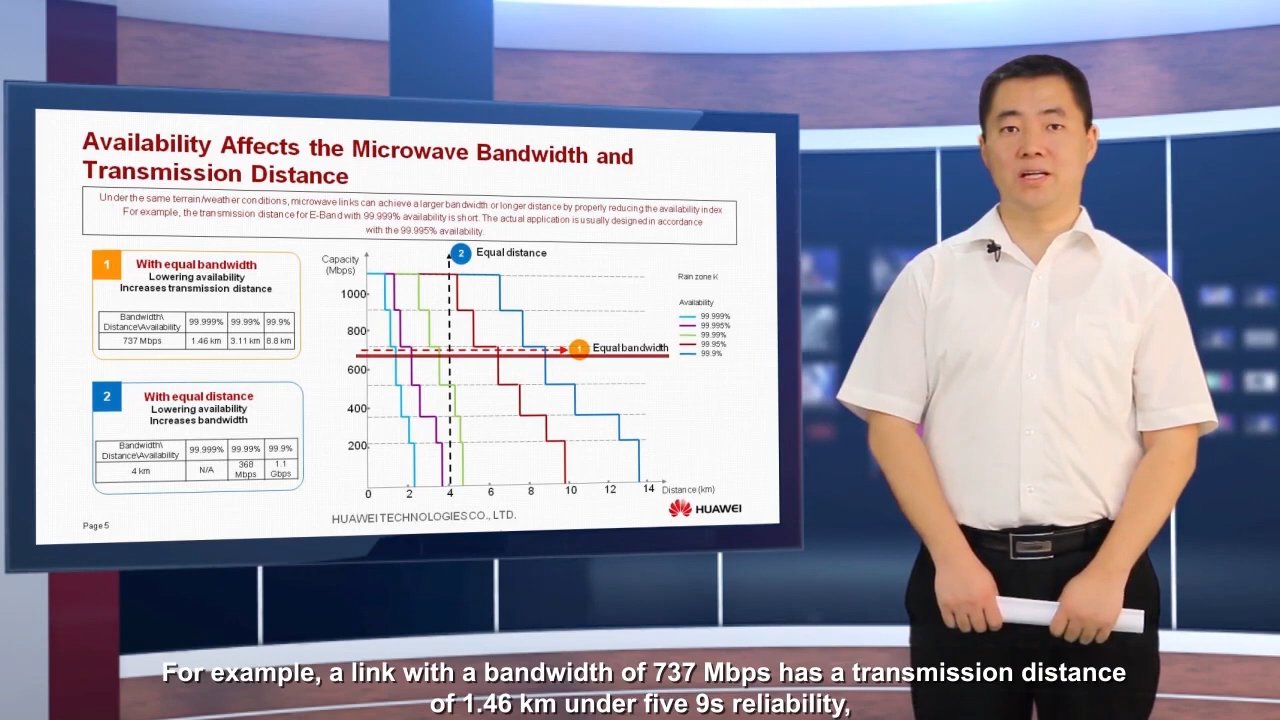 Availability Affects the Microwave Bandwidth and
Transmission Distance
Under the same terrain/weather conditions, microwave links can achieve a larger bandwidth or longer distance by properly reducing the availability index
For example, the transmission distance for E-Band with 99.999% availability is short. The actual application is usually designed in accordance
with the 99.995% availability.
1
With equal bandwidth
Lowering availability
Increases transmission distance
Bandwidth\
Distance\Availability
99.999% 99.99% 99.9%
737 Mbps 1.46 km 3.11 km 8.8 km
2
With equal distance
Lowering availability
Increases bandwidth
Bandwidth\
Distance\Availability
99.999% 99.99% 99.9%
4 km N/A 368 Mbps 1.1 Gbps
Capacity
(Mbps)
2 Equal distance
1000
800
600
400
200
1 Equal bandwidth
0 2 4 6 8 10 12 14 Distance (km)
Rain zone K
Availability
99.999%
99.995%
99.99%
99.95%
99.9%
Page 5
HUAWEI TECHNOLOGIES CO., LTD.
HUAWEI
For example, a link with a bandwidth of 737 Mbps has a transmission distance
of 1.46 km under five 9s reliability,